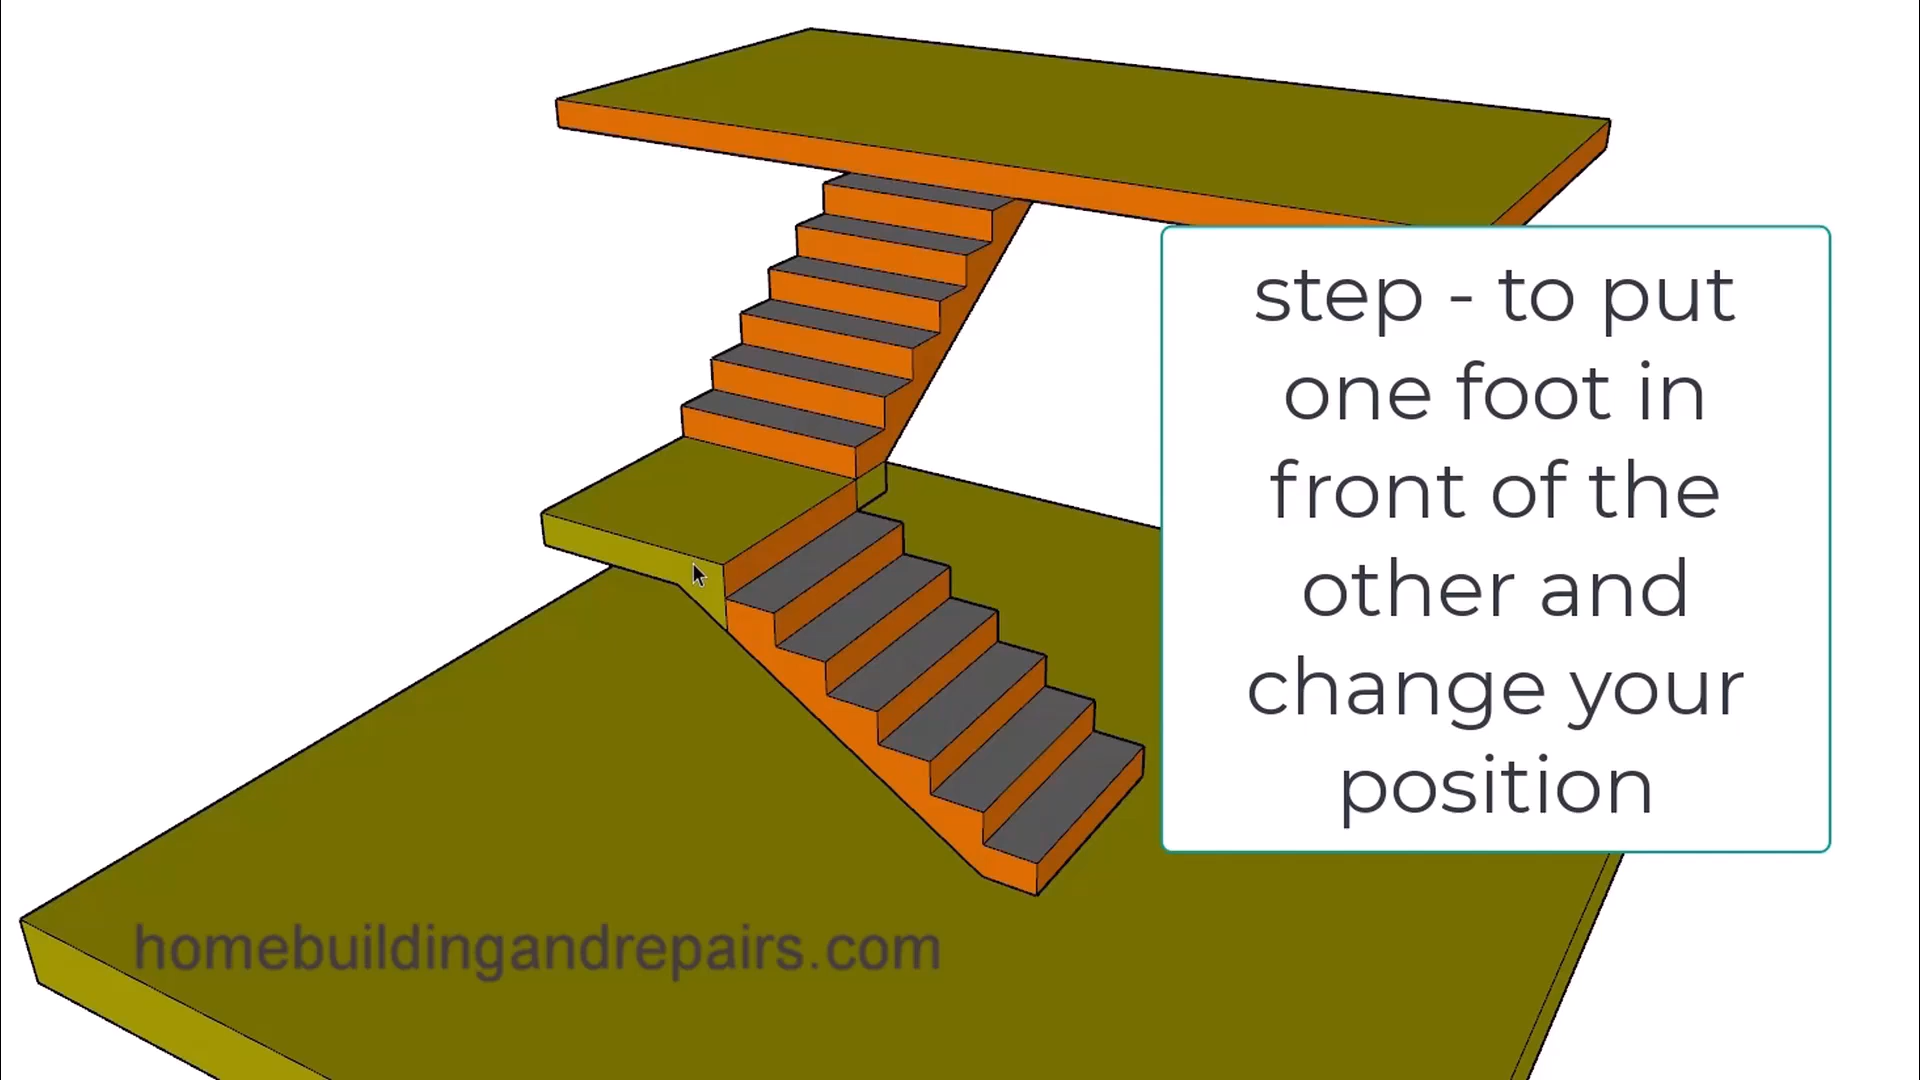 step - to put
one foot in
front of the
other and
change your
position
homebuildingandrepairs.com